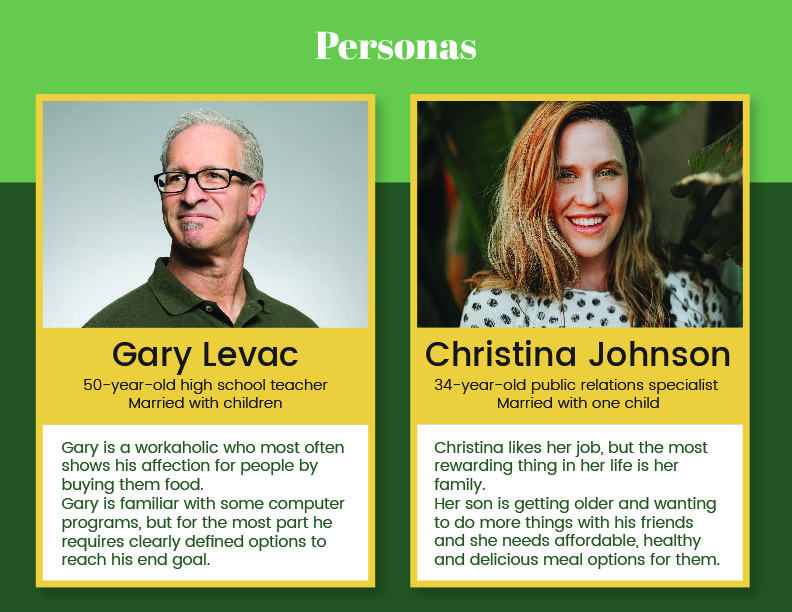 Personas
Gary Levac
50-year-old high school teacher
Married with children
Gary is a workaholic who most often
shows his affection for people by
buying them food.
Gary is familiar with some computer
programs, but for the most part he
requires clearly defined options to
reach his end goal.
Christina Johnson
34-year-old public relations specialist
Married with one child
Christina likes her job, but the most
rewarding thing in her life is her
family.
Her son is getting older and wanting
to do more things with his friends
and she needs affordable, healthy
and delicious meal options for them.